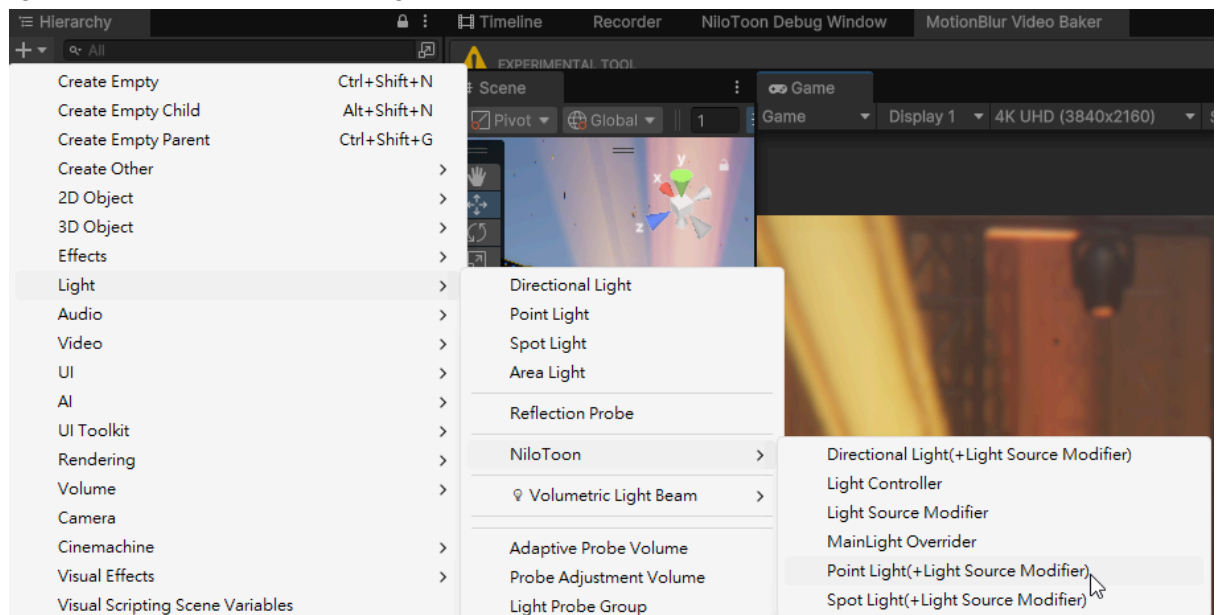 Hierarchy
Timeline
Recorder
NiloToon Debug Window
MotionBlur Video Baker
All
EXPERIMENTAL TOOL
Scene
Game
Pivot
Global
1
Game
Display 1
4K UHD (3840x2160)
y
x
z
Create Empty Ctrl+Shift+N
Create Empty Child Alt+Shift+N
Create Empty Parent Ctrl+Shift+G
Create Other
2D Object
3D Object
Effects
Light
Audio
Video
UI
AI
UI Toolkit
Rendering
Volume
Camera
Cinemachine
Visual Effects
Visual Scripting Scene Variables
Directional Light
Point Light
Spot Light
Area Light
Reflection Probe
NiloToon
Volumetric Light Beam
Adaptive Probe Volume
Probe Adjustment Volume
Light Probe Group
Directional Light(+Light Source Modifier)
Light Controller
Light Source Modifier
MainLight Overrider
Point Light(+Light Source Modifier)
Spot Light(+Light Source Modifier)